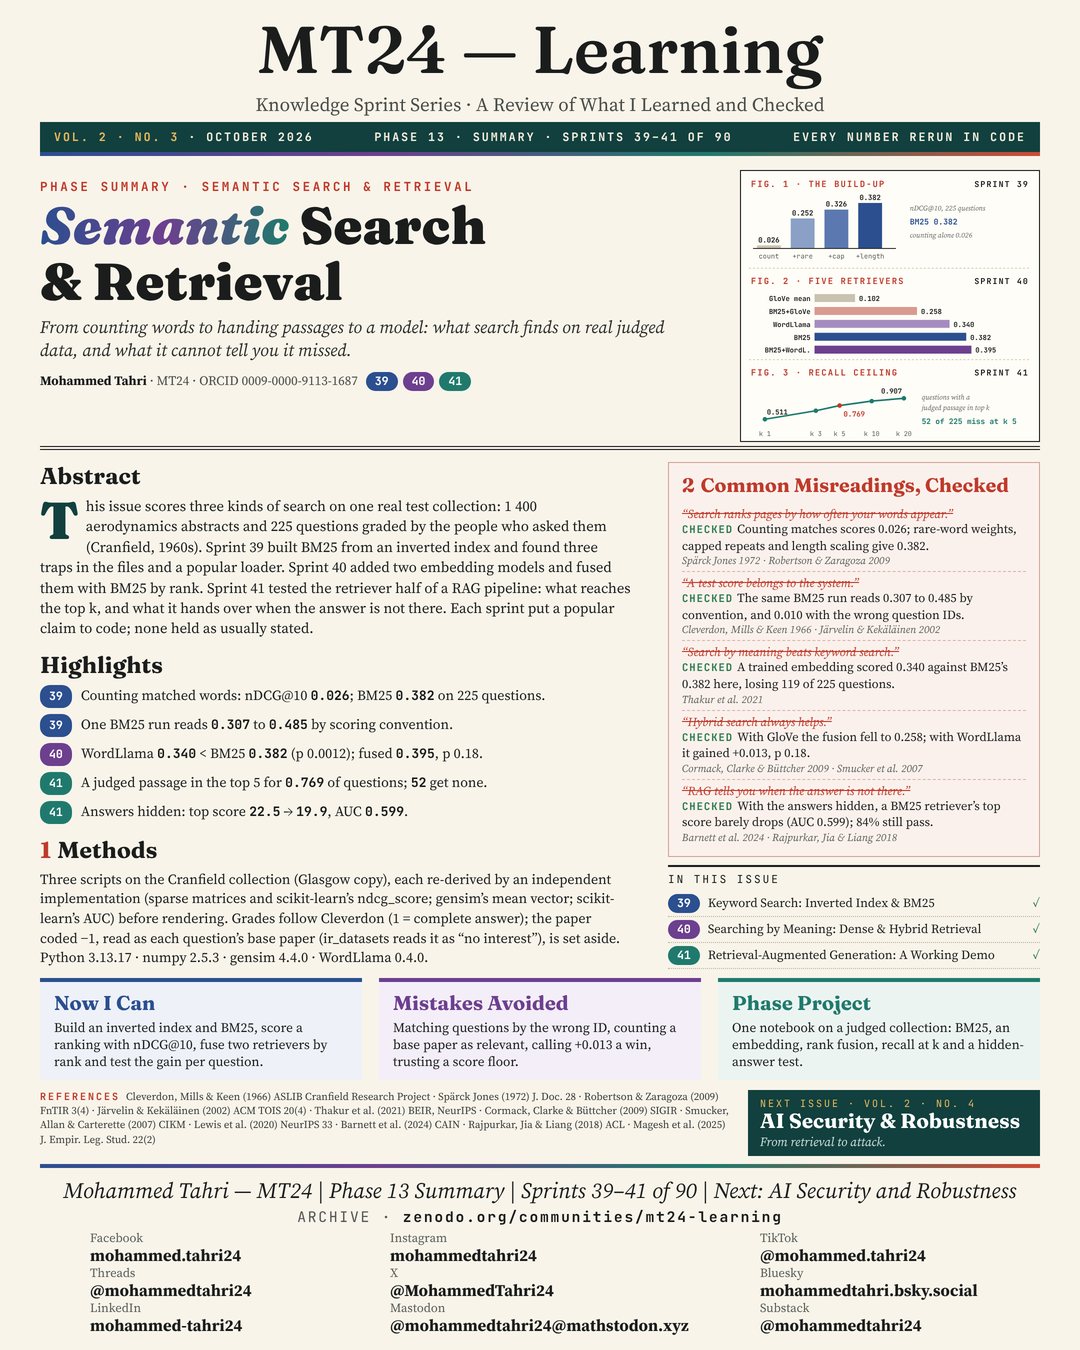 MT24 — Learning
Knowledge Sprint Series · A Review of What I Learned and Checked
VOL. 2 · NO. 3 · OCTOBER 2026
PHASE 13 · SUMMARY · SPRINTS 39–41 OF 90
EVERY NUMBER RERUN IN CODE
PHASE SUMMARY · SEMANTIC SEARCH & RETRIEVAL
Semantic Search
& Retrieval
From counting words to handing passages to a model: what search finds on real judged
data, and what it cannot tell you it missed.
Mohammed Tahri · MT24 · ORCID 0009-0000-9113-1687 39 40 41
FIG. 1 · THE BUILD-UP SPRINT 39
0.026 0.252 0.326 0.382
count +rare +cap +length
nDCG@10, 225 questions
BM25 0.382
counting alone 0.026
FIG. 2 · FIVE RETRIEVERS SPRINT 40
GloVe mean 0.102
BM25+GloVe 0.258
WordLlama 0.340
BM25 0.382
BM25+WordL. 0.395
FIG. 3 · RECALL CEILING SPRINT 41
0.511 0.769 0.907
k 1 k 3 k 5 k 10 k 20
questions with a
judged passage in top k
52 of 225 miss at k 5
Abstract
This issue scores three kinds of search on one real test collection: 1 400
aerodynamics abstracts and 225 questions graded by the people who asked them
(Cranfield, 1960s). Sprint 39 built BM25 from an inverted index and found three
traps in the files and a popular loader. Sprint 40 added two embedding models and fused
them with BM25 by rank. Sprint 41 tested the retriever half of a RAG pipeline: what reaches
the top k, and what it hands over when the answer is not there. Each sprint put a popular
claim to code; none held as usually stated.
Highlights
39 Counting matched words: nDCG@10 0.026; BM25 0.382 on 225 questions.
39 One BM25 run reads 0.307 to 0.485 by scoring convention.
40 WordLlama 0.340 < BM25 0.382 (p 0.0012); fused 0.395, p 0.18.
41 A judged passage in the top 5 for 0.769 of questions; 52 get none.
41 Answers hidden: top score 22.5 → 19.9, AUC 0.599.
1 Methods
Three scripts on the Cranfield collection (Glasgow copy), each re-derived by an independent
implementation (sparse matrices and scikit-learn’s ndcg_score; gensim’s mean vector; scikit-
learn’s AUC) before rendering. Grades follow Cleverdon (1 = complete answer); the paper
coded −1, read as each question’s base paper (ir_datasets reads it as “no interest”), is set aside.
Python 3.13.17 · numpy 2.5.3 · gensim 4.4.0 · WordLlama 0.4.0.
2 Common Misreadings, Checked
“Search ranks pages by how often your words appear.”
CHECKED Counting matches scores 0.026; rare-word weights,
capped repeats and length scaling give 0.382.
Spärck Jones 1972 · Robertson & Zaragoza 2009
“A test score belongs to the system.”
CHECKED The same BM25 run reads 0.307 to 0.485 by
convention, and 0.010 with the wrong question IDs.
Cleverdon, Mills & Keen 1966 · Järvelin & Kekäläinen 2002
“Search by meaning beats keyword search.”
CHECKED A trained embedding scored 0.340 against BM25’s
0.382 here, losing 119 of 225 questions.
Thakur et al. 2021
“Hybrid search always helps.”
CHECKED With GloVe the fusion fell to 0.258; with WordLlama
it gained +0.013, p 0.18.
Cormack, Clarke & Büttcher 2009 · Smucker et al. 2007
“RAG tells you when the answer is not there.”
CHECKED With the answers hidden, a BM25 retriever’s top
score barely drops (AUC 0.599); 84% still pass.
Barnett et al. 2024 · Rajpurkar, Jia & Liang 2018
IN THIS ISSUE
39 Keyword Search: Inverted Index & BM25 ✓
40 Searching by Meaning: Dense & Hybrid Retrieval ✓
41 Retrieval-Augmented Generation: A Working Demo ✓
Now I Can
Build an inverted index and BM25, score a
ranking with nDCG@10, fuse two retrievers by
rank and test the gain per question.
Mistakes Avoided
Matching questions by the wrong ID, counting a
base paper as relevant, calling +0.013 a win,
trusting a score floor.
Phase Project
One notebook on a judged collection: BM25, an
embedding, rank fusion, recall at k and a hidden-
answer test.
REFERENCES Cleverdon, Mills & Keen (1966) ASLIB Cranfield Research Project · Spärck Jones (1972) J. Doc. 28 · Robertson & Zaragoza (2009)
FnTIR 3(4) · Järvelin & Kekäläinen (2002) ACM TOIS 20(4) · Thakur et al. (2021) BEIR, NeurIPS · Cormack, Clarke & Büttcher (2009) SIGIR · Smucker,
Allan & Carterette (2007) CIKM · Lewis et al. (2020) NeurIPS 33 · Barnett et al. (2024) CAIN · Rajpurkar, Jia & Liang (2018) ACL · Magesh et al. (2025)
J. Empir. Leg. Stud. 22(2)
NEXT ISSUE · VOL. 2 · NO. 4
AI Security & Robustness
From retrieval to attack.
Mohammed Tahri — MT24 | Phase 13 Summary | Sprints 39–41 of 90 | Next: AI Security and Robustness
ARCHIVE · zenodo.org/communities/mt24-learning
Facebook Instagram TikTok
mohammed.tahri24 mohammedtahri24 @mohammed.tahri24
Threads X Bluesky
@mohammedtahri24 @MohammedTahri24 mohammedtahri.bsky.social
LinkedIn Mastodon Substack
mohammed-tahri24 @mohammedtahri24@mathstodon.xyz @mohammedtahri24